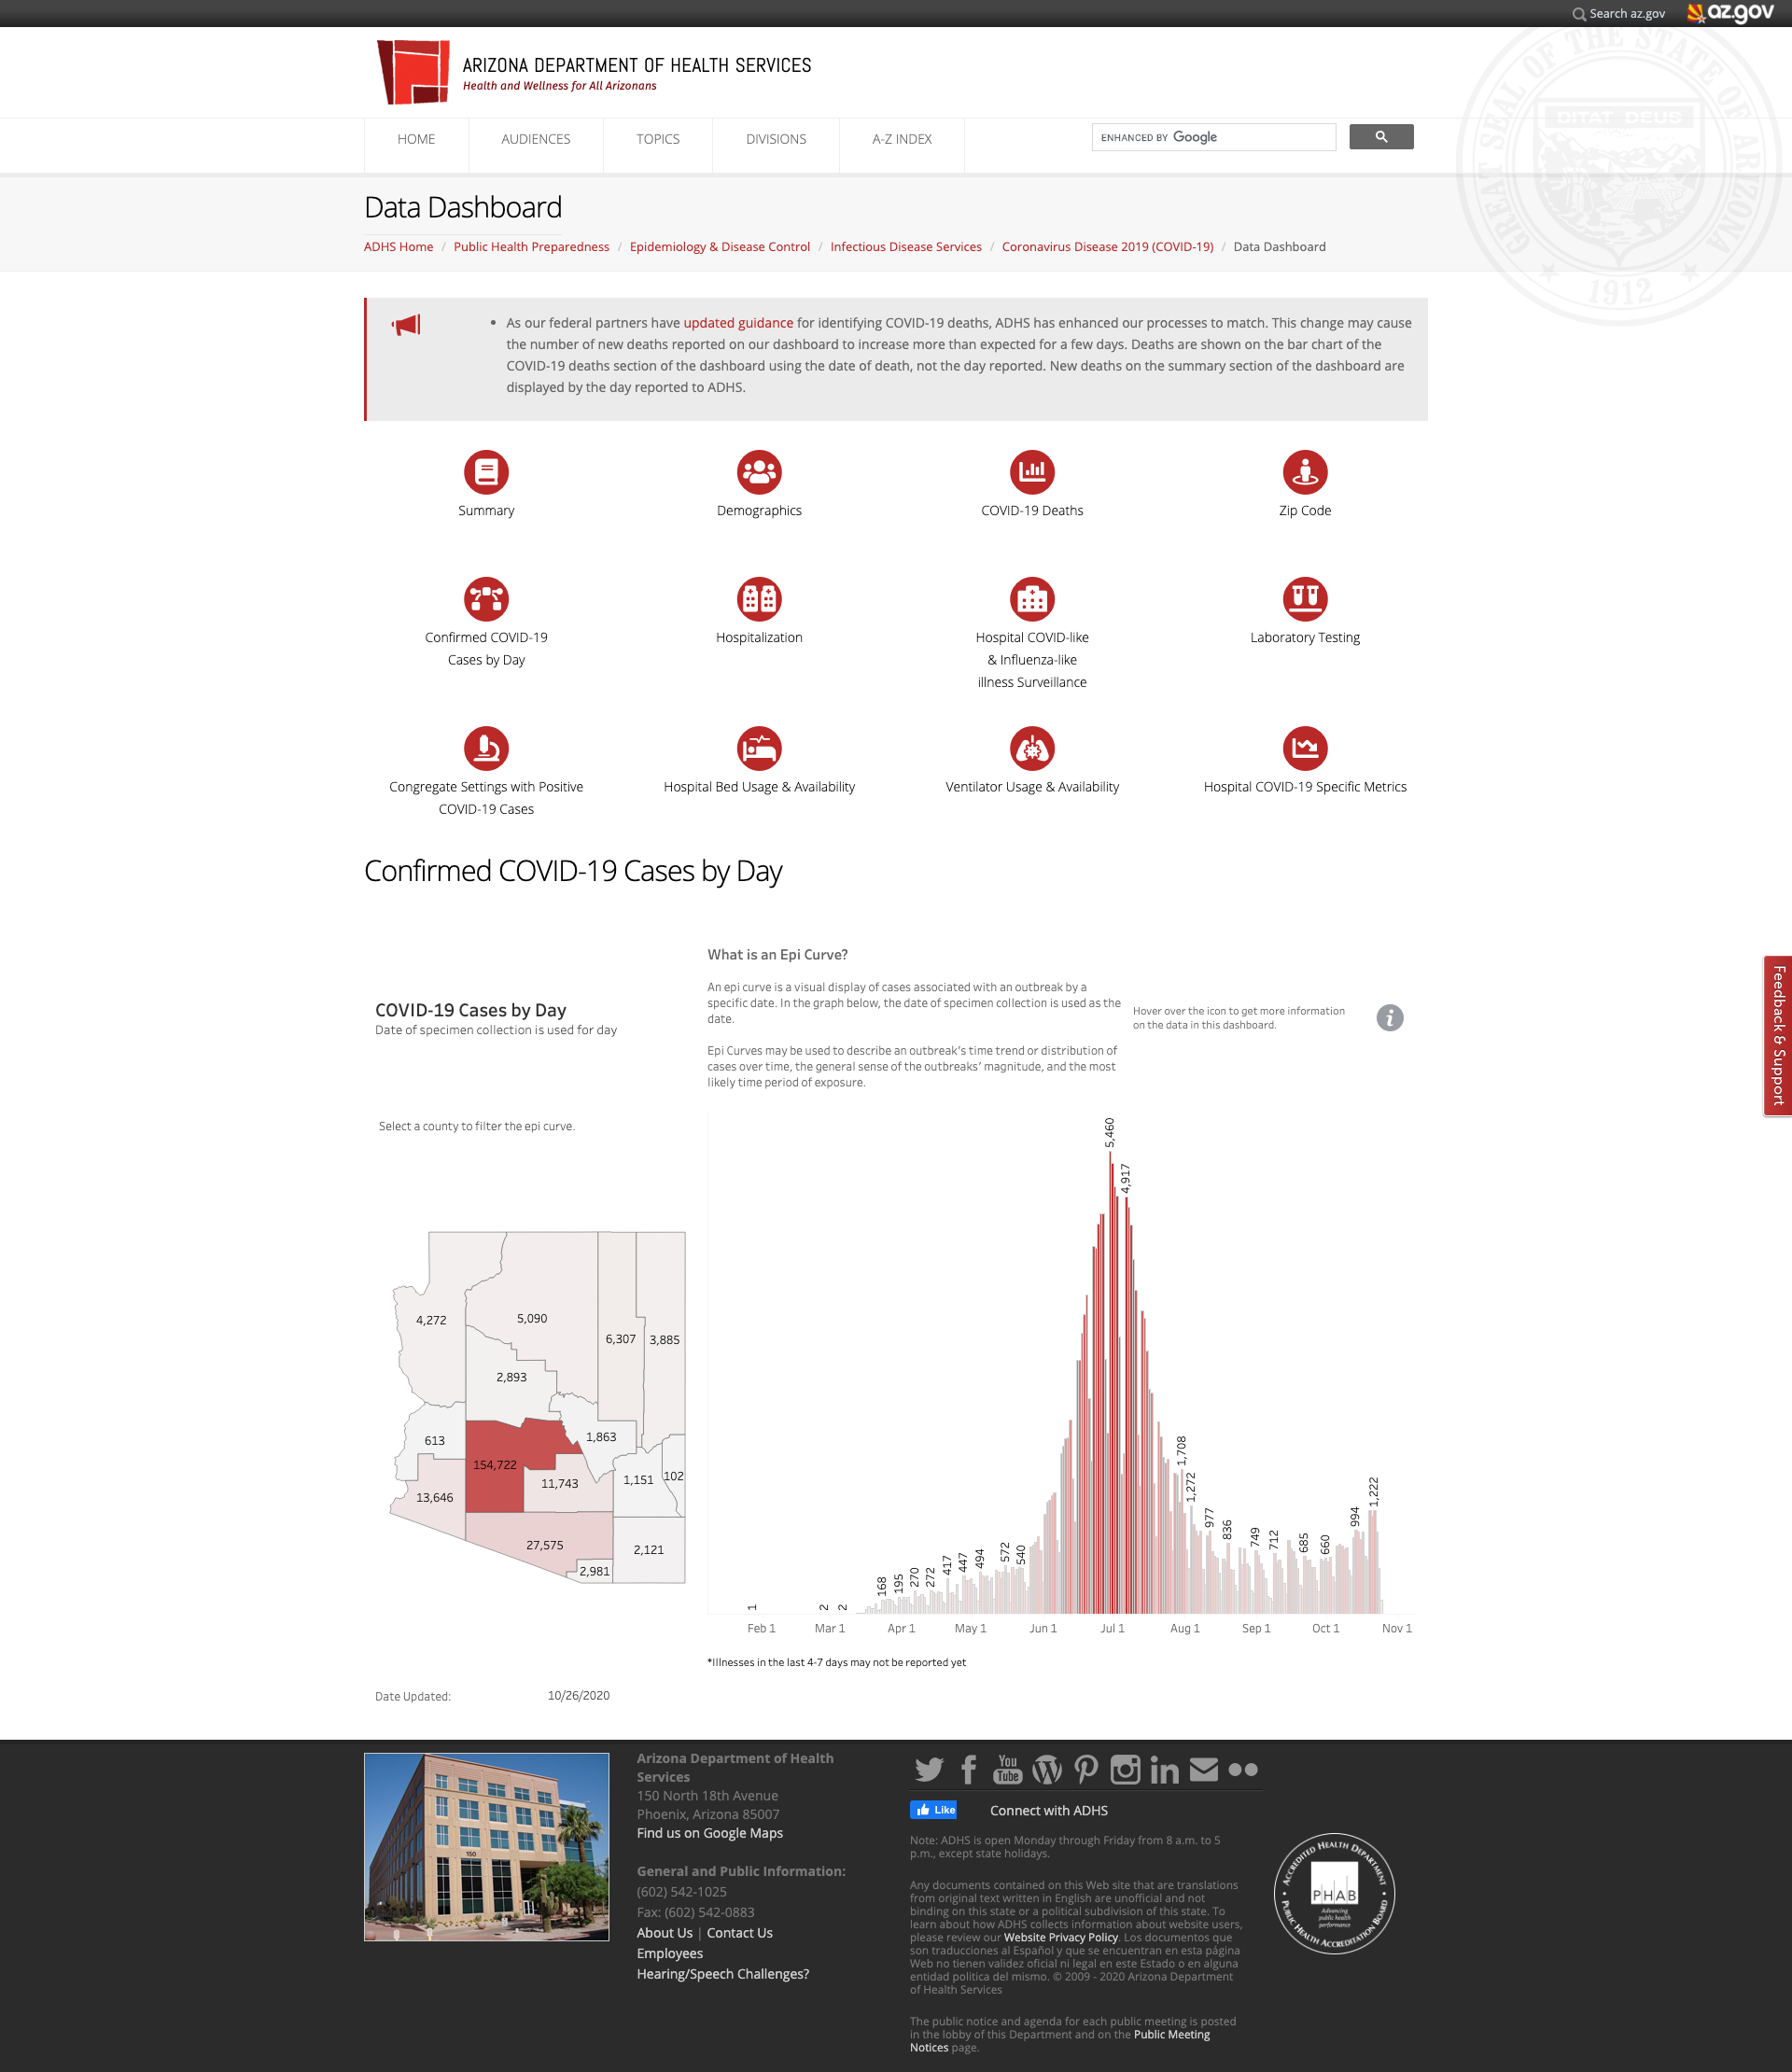 Search az.gov
az.gov
ARIZONA DEPARTMENT OF HEALTH SERVICES
Health and Wellness for All Arizonans
GREAT SEAL OF THE STATE OF ARIZONA
DITAT DEUS
1912
HOME
AUDIENCES
TOPICS
DIVISIONS
A-Z INDEX
ENHANCED BY Google
Data Dashboard
ADHS Home / Public Health Preparedness / Epidemiology & Disease Control / Infectious Disease Services / Coronavirus Disease 2019 (COVID-19) / Data Dashboard
• As our federal partners have updated guidance for identifying COVID-19 deaths, ADHS has enhanced our processes to match. This change may cause
the number of new deaths reported on our dashboard to increase more than expected for a few days. Deaths are shown on the bar chart of the
COVID-19 deaths section of the dashboard using the date of death, not the day reported. New deaths on the summary section of the dashboard are
displayed by the day reported to ADHS.
Summary
Demographics
COVID-19 Deaths
Zip Code
Confirmed COVID-19
Cases by Day
Hospitalization
Hospital COVID-like
& Influenza-like
illness Surveillance
Laboratory Testing
Congregate Settings with Positive
COVID-19 Cases
Hospital Bed Usage & Availability
Ventilator Usage & Availability
Hospital COVID-19 Specific Metrics
Confirmed COVID-19 Cases by Day
COVID-19 Cases by Day
Date of specimen collection is used for day
What is an Epi Curve?
An epi curve is a visual display of cases associated with an outbreak by a
specific date. In the graph below, the date of specimen collection is used as the
date.
Epi Curves may be used to describe an outbreak's time trend or distribution of
cases over time, the general sense of the outbreaks' magnitude, and the most
likely time period of exposure.
Hover over the icon to get more information
on the data in this dashboard.
i
Feedback & Support
Select a county to filter the epi curve.
4,272
5,090
6,307
3,885
2,893
613
1,863
154,722
11,743
1,151
102
13,646
27,575
2,121
2,981
1
2
2
168
195
270
272
417
447
494
572
540
5,460
4,917
1,708
1,272
977
836
749
712
685
660
994
1,222
Feb 1
Mar 1
Apr 1
May 1
Jun 1
Jul 1
Aug 1
Sep 1
Oct 1
Nov 1
*Illnesses in the last 4-7 days may not be reported yet
Date Updated:
10/26/2020
150
Arizona Department of Health
Services
150 North 18th Avenue
Phoenix, Arizona 85007
Find us on Google Maps
General and Public Information:
(602) 542-1025
Fax: (602) 542-0883
About Us | Contact Us
Employees
Hearing/Speech Challenges?
You
Tube
Like
Connect with ADHS
Note: ADHS is open Monday through Friday from 8 a.m. to 5
p.m., except state holidays.
Any documents contained on this Web site that are translations
from original text written in English are unofficial and not
binding on this state or a political subdivision of this state. To
learn about how ADHS collects information about website users,
please review our Website Privacy Policy. Los documentos que
son traducciones al Español y que se encuentran en esta página
Web no tienen validez oficial ni legal en este Estado o en alguna
entidad politica del mismo. © 2009 - 2020 Arizona Department
of Health Services
The public notice and agenda for each public meeting is posted
in the lobby of this Department and on the Public Meeting
Notices page.
ACCREDITED HEALTH DEPARTMENT
PHAB
Advancing
public health
performance
PUBLIC HEALTH ACCREDITATION BOARD